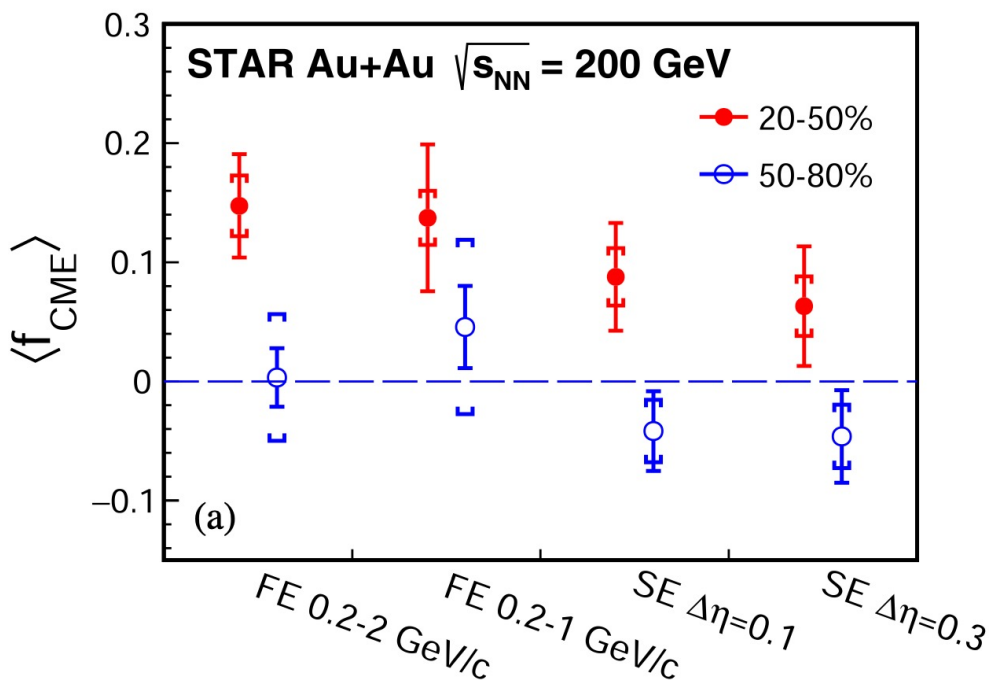 STAR Au+Au √sNN = 200 GeV
20-50%
50-80%
⟨fCME⟩
0.3
0.2
0.1
0
−0.1
(a)
FE 0.2-2 GeV/c
FE 0.2-1 GeV/c
SE Δη=0.1
SE Δη=0.3